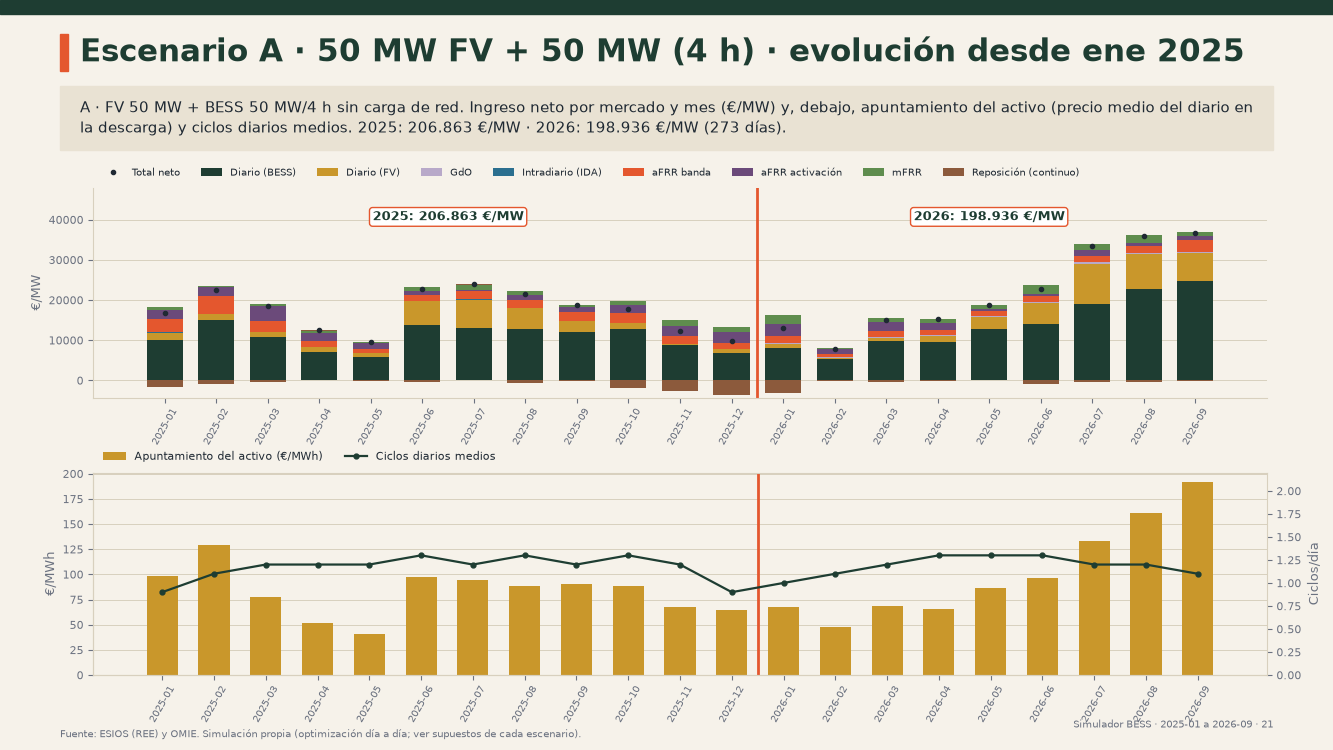 Escenario A · 50 MW FV + 50 MW (4 h) · evolución desde ene 2025
A · FV 50 MW + BESS 50 MW/4 h sin carga de red. Ingreso neto por mercado y mes (€/MW) y, debajo, apuntamiento del activo (precio medio del diario en
la descarga) y ciclos diarios medios. 2025: 206.863 €/MW · 2026: 198.936 €/MW (273 días).
Total neto Diario (BESS) Diario (FV) GdO Intradiario (IDA) aFRR banda aFRR activación mFRR Reposición (continuo)
2025: 206.863 €/MW 2026: 198.936 €/MW
€/MW
40000
30000
20000
10000
0
2025-01 2025-02 2025-03 2025-04 2025-05 2025-06 2025-07 2025-08 2025-09 2025-10 2025-11 2025-12 2026-01 2026-02 2026-03 2026-04 2026-05 2026-06 2026-07 2026-08 2026-09
Apuntamiento del activo (€/MWh) Ciclos diarios medios
€/MWh
200
175
150
125
100
75
50
25
0
2.00
1.75
1.50
1.25
1.00
0.75
0.50
0.25
0.00
Ciclos/día
2025-01 2025-02 2025-03 2025-04 2025-05 2025-06 2025-07 2025-08 2025-09 2025-10 2025-11 2025-12 2026-01 2026-02 2026-03 2026-04 2026-05 2026-06 2026-07 2026-08 2026-09
Simulador BESS · 2025-01 a 2026-09 · 21
Fuente: ESIOS (REE) y OMIE. Simulación propia (optimización día a día; ver supuestos de cada escenario).